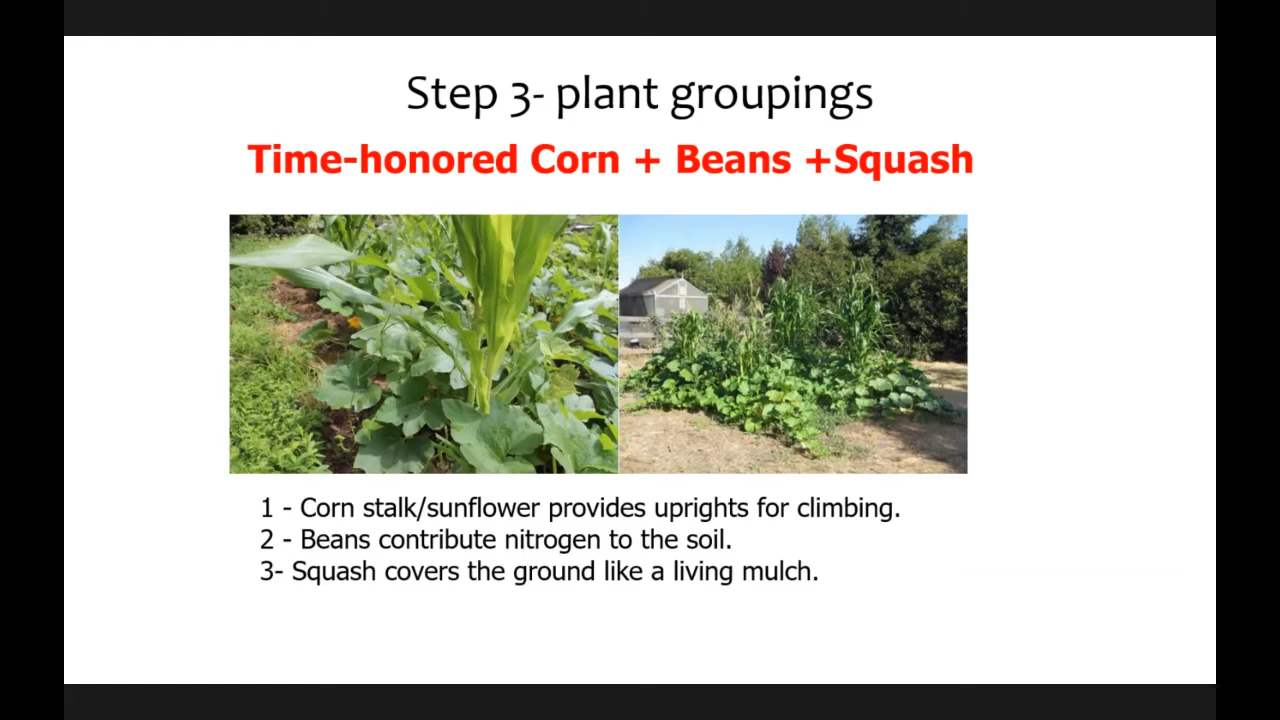 Step 3- plant groupings
Time-honored Corn + Beans +Squash
1 - Corn stalk/sunflower provides uprights for climbing.
2 - Beans contribute nitrogen to the soil.
3- Squash covers the ground like a living mulch.